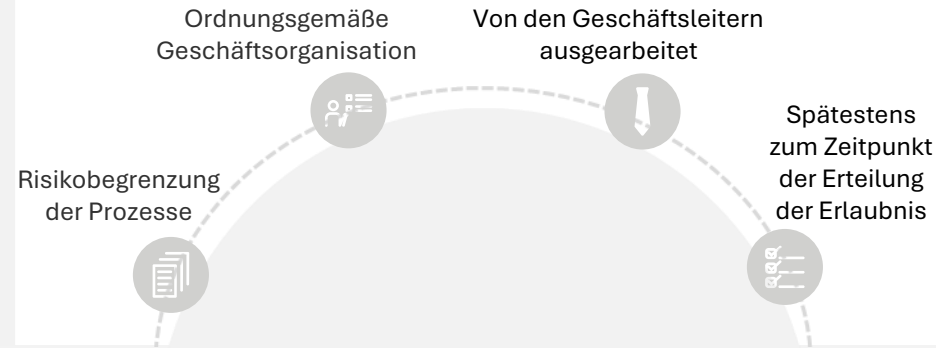 Ordnungsgemäße
Geschäftsorganisation
Von den Geschäftsleitern
ausgearbeitet
Spätestens
zum Zeitpunkt
der Erteilung
der Erlaubnis
Risikobegrenzung
der Prozesse